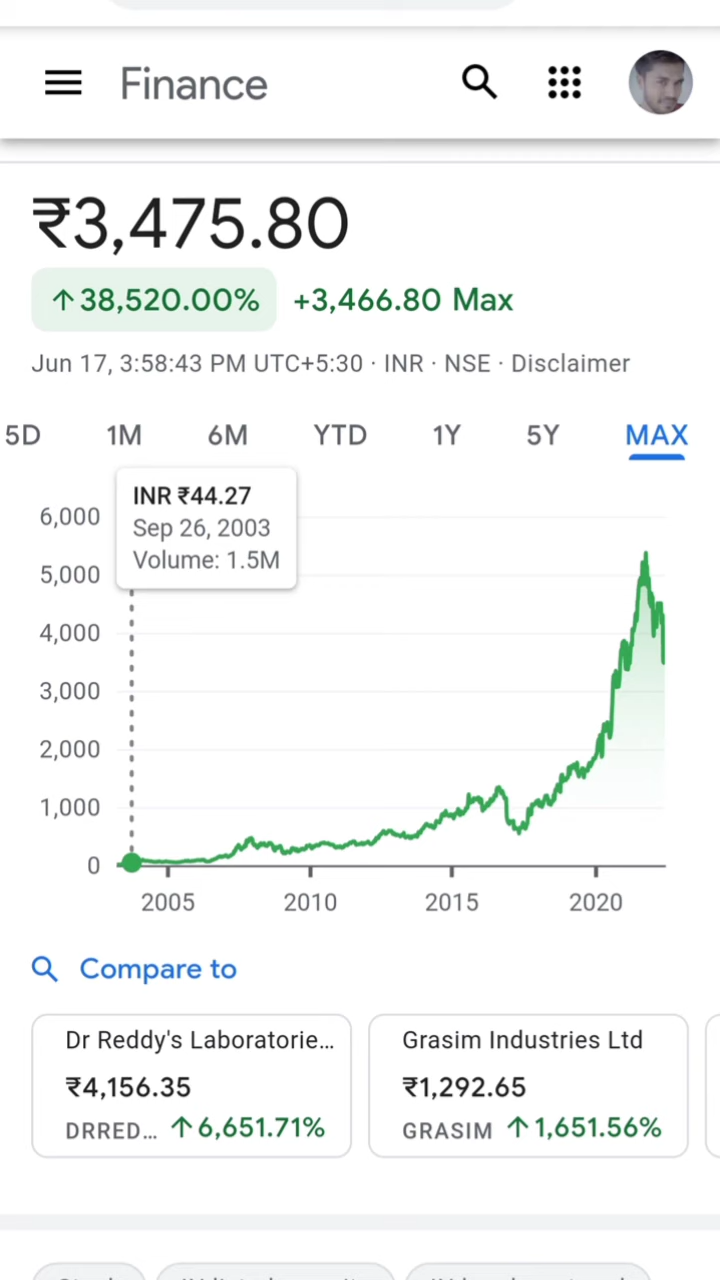 Finance
₹3,475.80
↑38,520.00% +3,466.80 Max
Jun 17, 3:58:43 PM UTC+5:30 · INR · NSE · Disclaimer
5D 1M 6M YTD 1Y 5Y MAX
INR ₹44.27
Sep 26, 2003
Volume: 1.5M
6,000
5,000
4,000
3,000
2,000
1,000
0
2005 2010 2015 2020
Compare to
Dr Reddy's Laboratorie... Grasim Industries Ltd
₹4,156.35 ₹1,292.65
DRRED... ↑6,651.71% GRASIM ↑1,651.56%